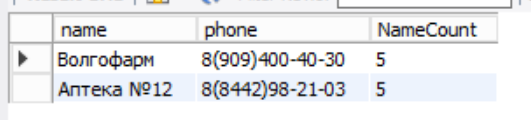 name phone NameCount
Волгофарм 8(909)400-40-30 5
Аптека №12 8(8442)98-21-03 5